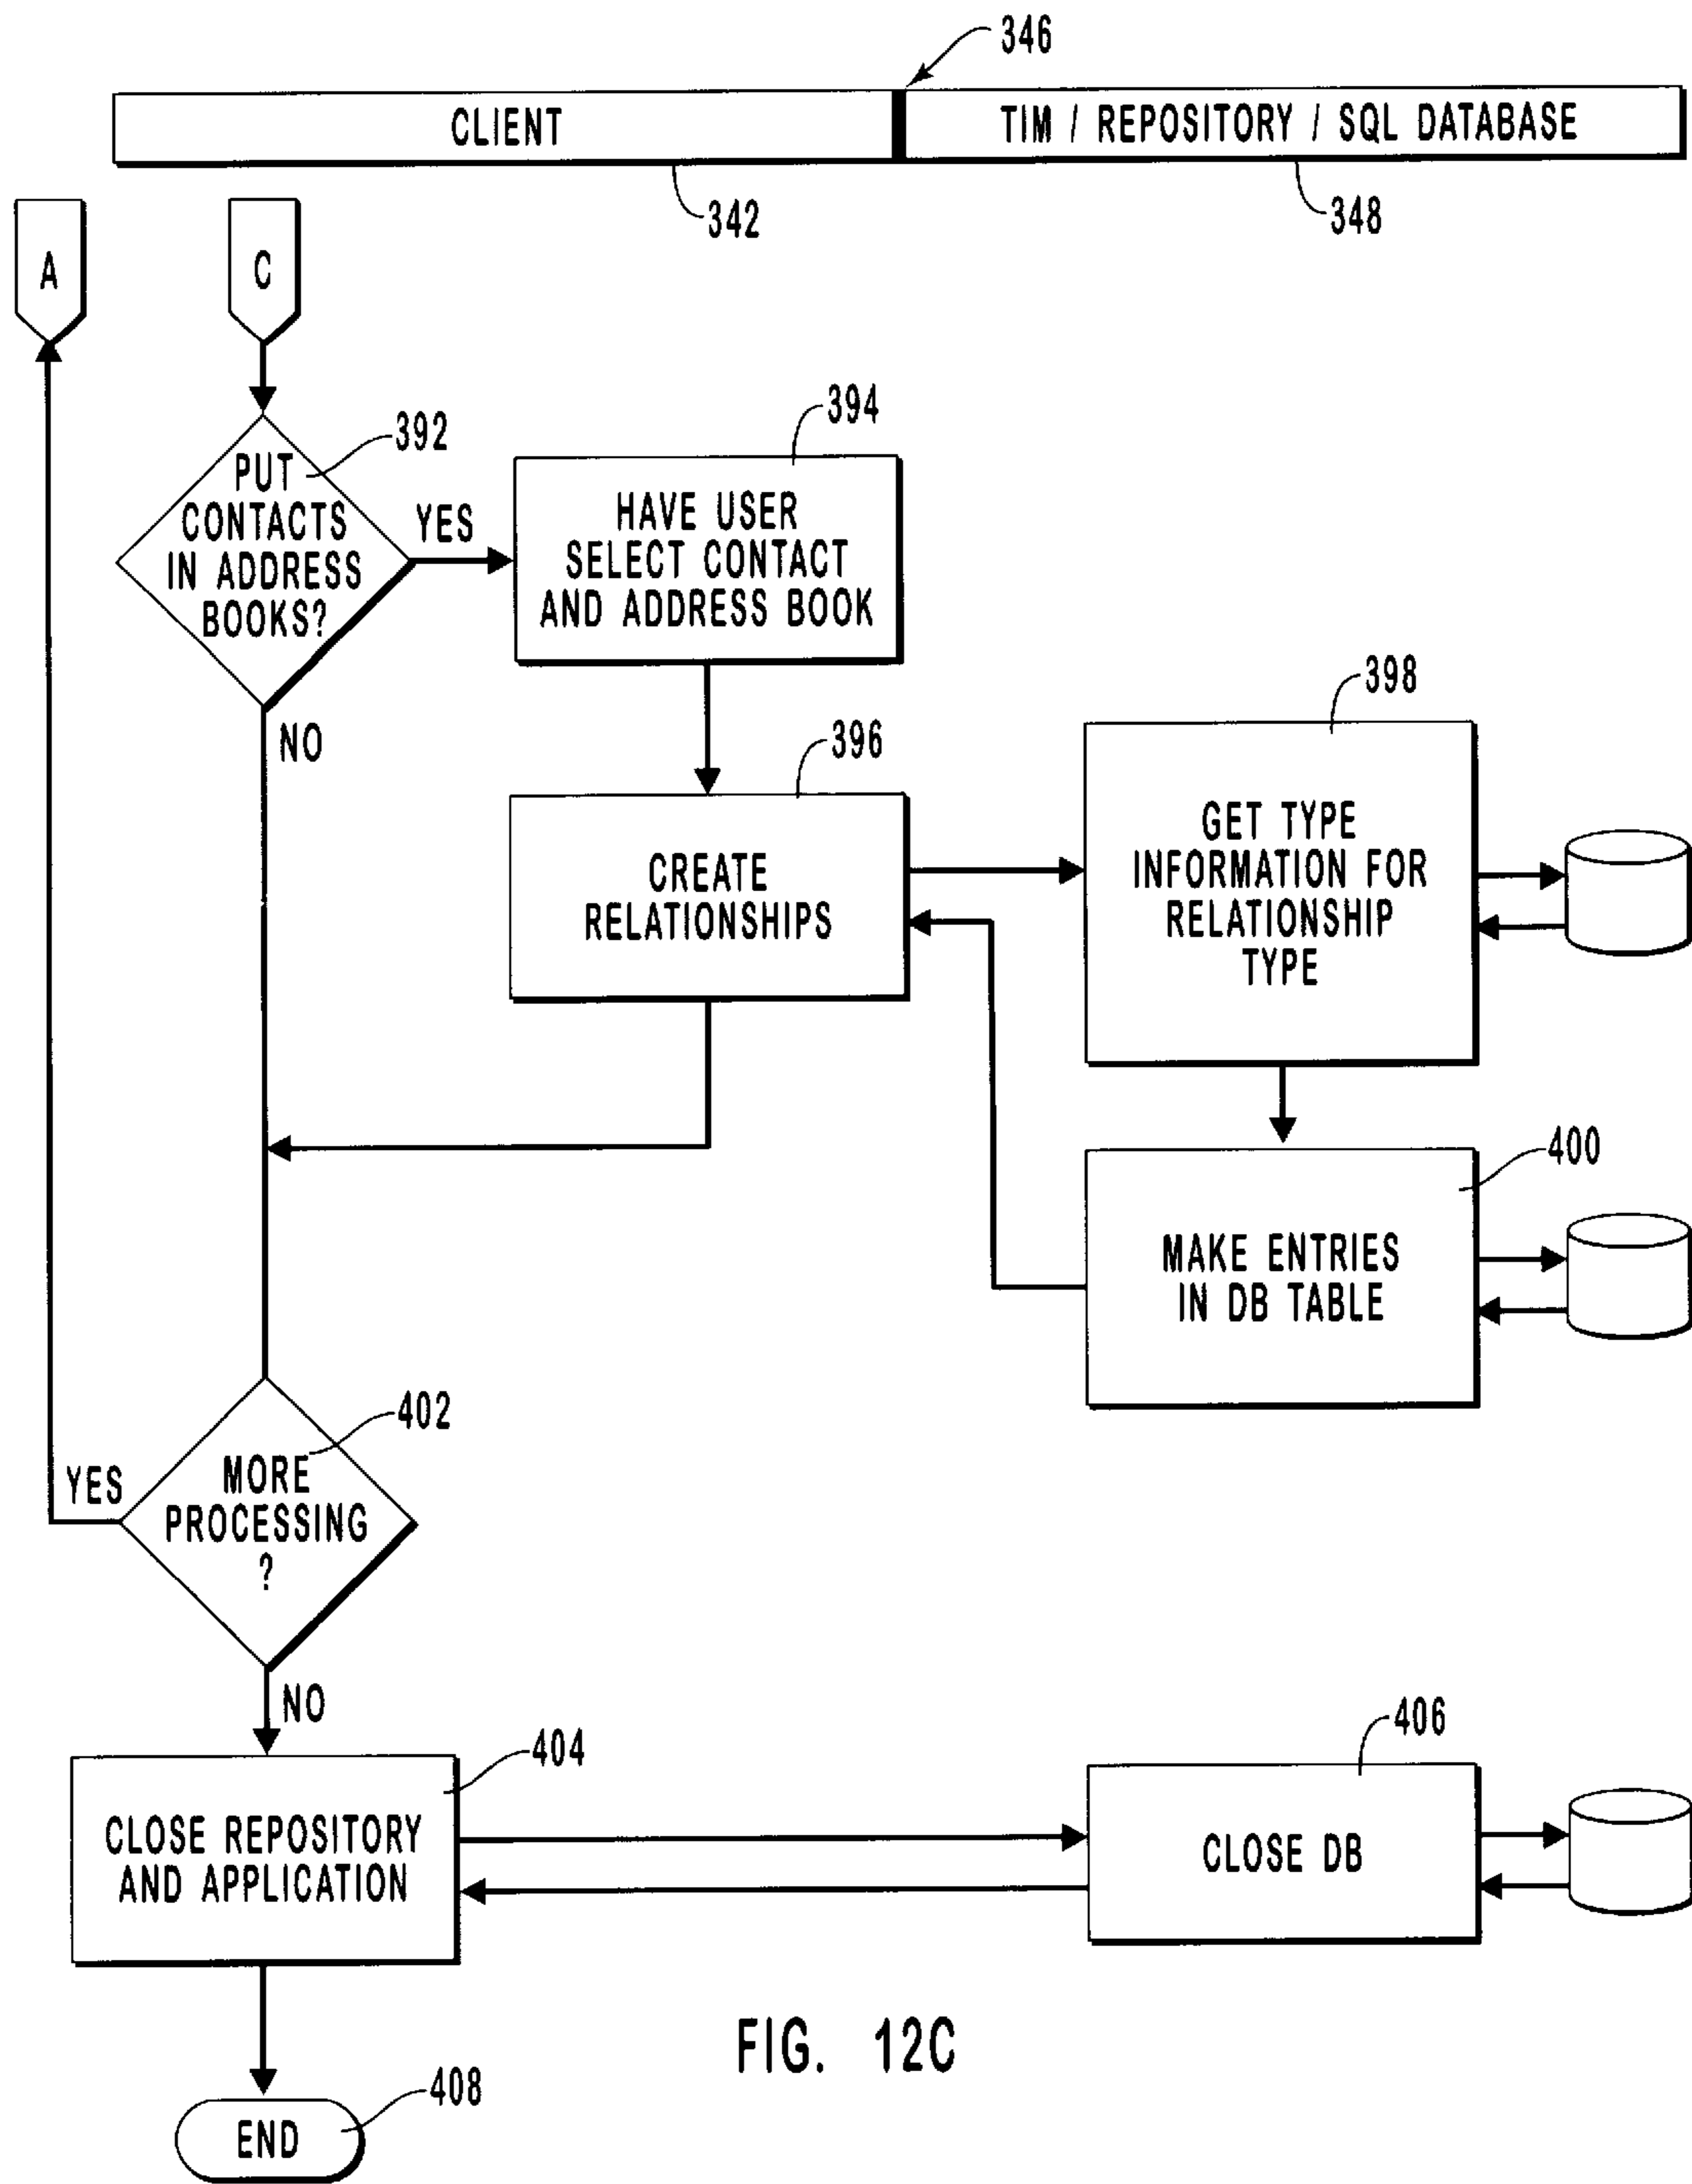 346
CLIENT
TIM / REPOSITORY / SQL DATABASE
342
348
A
C
392
PUT
CONTACTS
IN ADDRESS
BOOKS?
YES
NO
394
HAVE USER
SELECT CONTACT
AND ADDRESS BOOK
396
CREATE
RELATIONSHIPS
398
GET TYPE
INFORMATION FOR
RELATIONSHIP
TYPE
400
MAKE ENTRIES
IN DB TABLE
402
MORE
PROCESSING
?
YES
NO
404
CLOSE REPOSITORY
AND APPLICATION
406
CLOSE DB
408
END
FIG. 12C